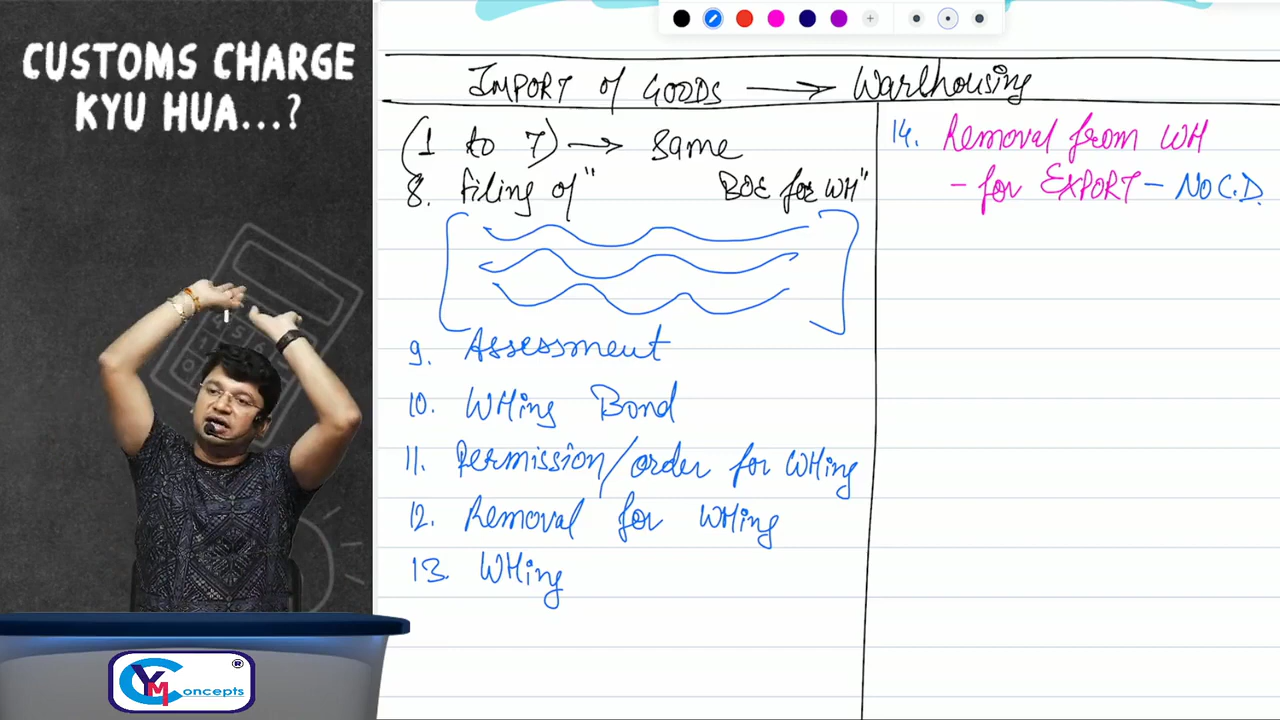 CUSTOMS CHARGE
KYU HUA...?
IMPORT of GOODS → Warehousing
(1 to 7) → Same
8. Filing of " BOE for WH"
9. Assessment
10. WHing Bond
11. Permission/order for WHing
12. Removal for WHing
13. WHing
14. Removal from WH
- for EXPORT - NO C.D.
YM Concepts ®